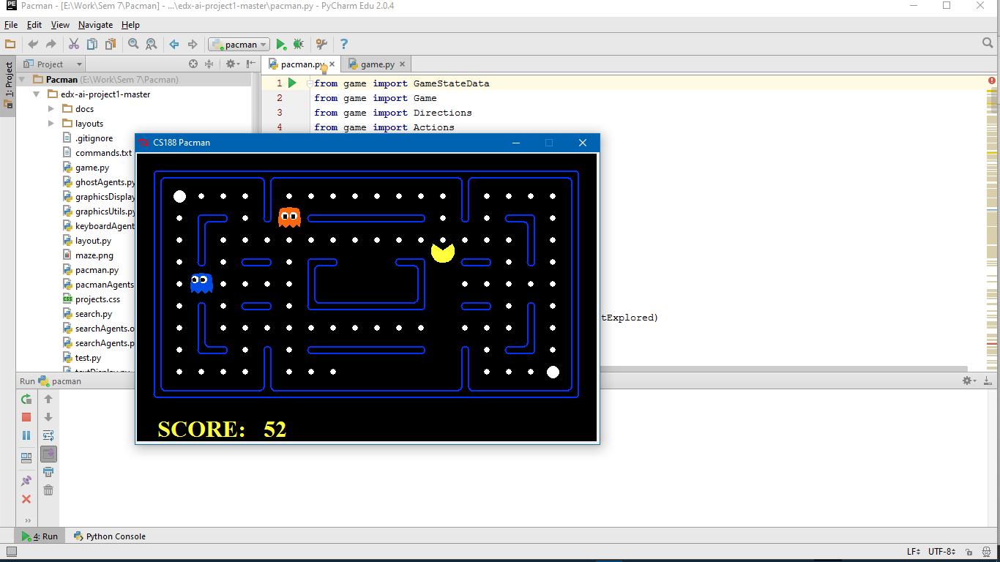 PE Pacman - [E:\Work\Sem 7\Pacman] - ...\edx-ai-project1-master\pacman.py - PyCharm Edu 2.0.4
File Edit View Navigate Help
pacman
1: Project
Project
pacman.py
game.py
Pacman (E:\Work\Sem 7\Pacman)
edx-ai-project1-master
docs
layouts
.gitignore
commands.txt
game.py
ghostAgents.py
graphicsDisplay
graphicsUtils.py
keyboardAgent
layout.py
maze.png
pacman.py
pacmanAgents
projects.css
search.py
searchAgents.o
searchAgents.p
test.py
textDisplay.py
1 from game import GameStateData
2 from game import Game
3 from game import Directions
4 from game import Actions
tExplored)
CS188 Pacman
SCORE: 52
Run pacman
4: Run Python Console
LF UTF-8